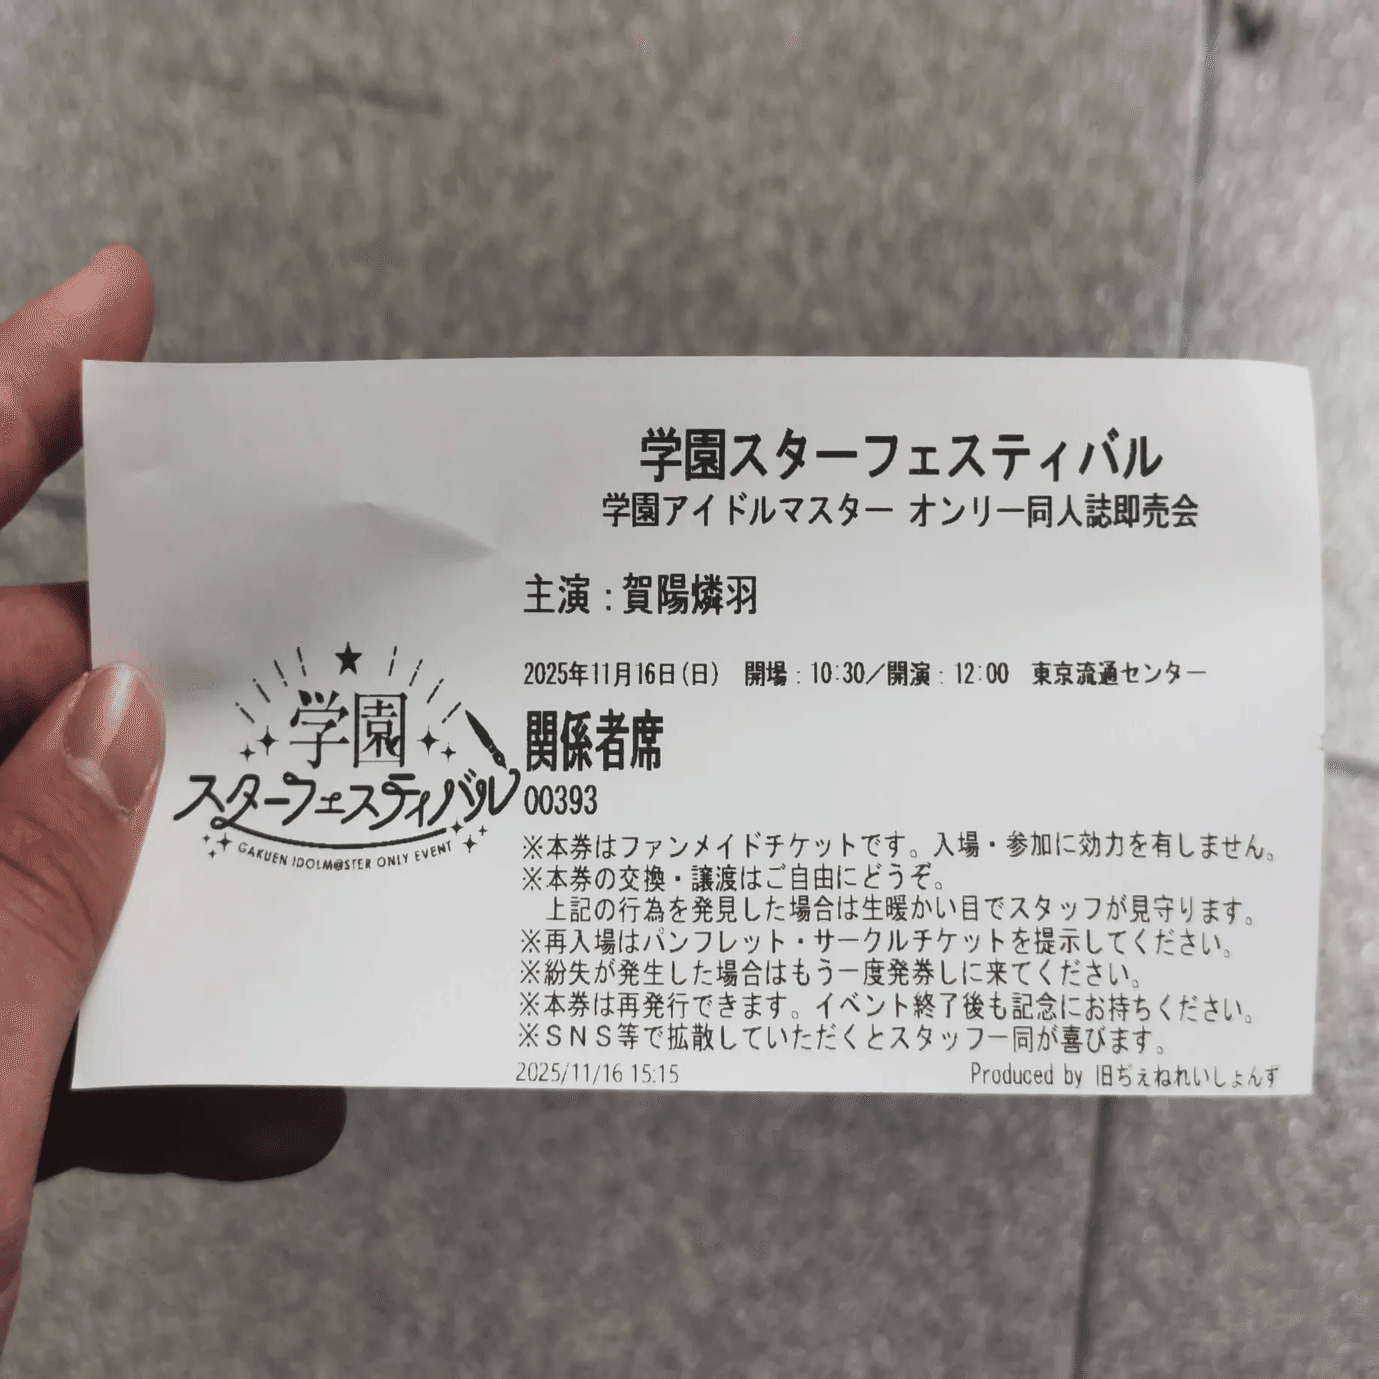 学園スターフェスティバル
学園アイドルマスター オンリー同人誌即売会
主演：賀陽燐羽
2025年11月16日(日) 開場：10:30／開演：12:00 東京流通センター
関係者席
00393
※本券はファンメイドチケットです。入場・参加に効力を有しません。
※本券の交換・譲渡はご自由にどうぞ。
上記の行為を発見した場合は生暖かい目でスタッフが見守ります。
※再入場はパンフレット・サークルチケットを提示してください。
※紛失が発生した場合はもう一度発券しに来てください。
※本券は再発行できます。イベント終了後も記念にお持ちください。
※ＳＮＳ等で拡散していただくとスタッフ一同が喜びます。
2025/11/16 15:15
Produced by 旧ぢぇねれいしょんず
学園
スターフェスティバル
GAKUEN IDOLM@STER ONLY EVENT